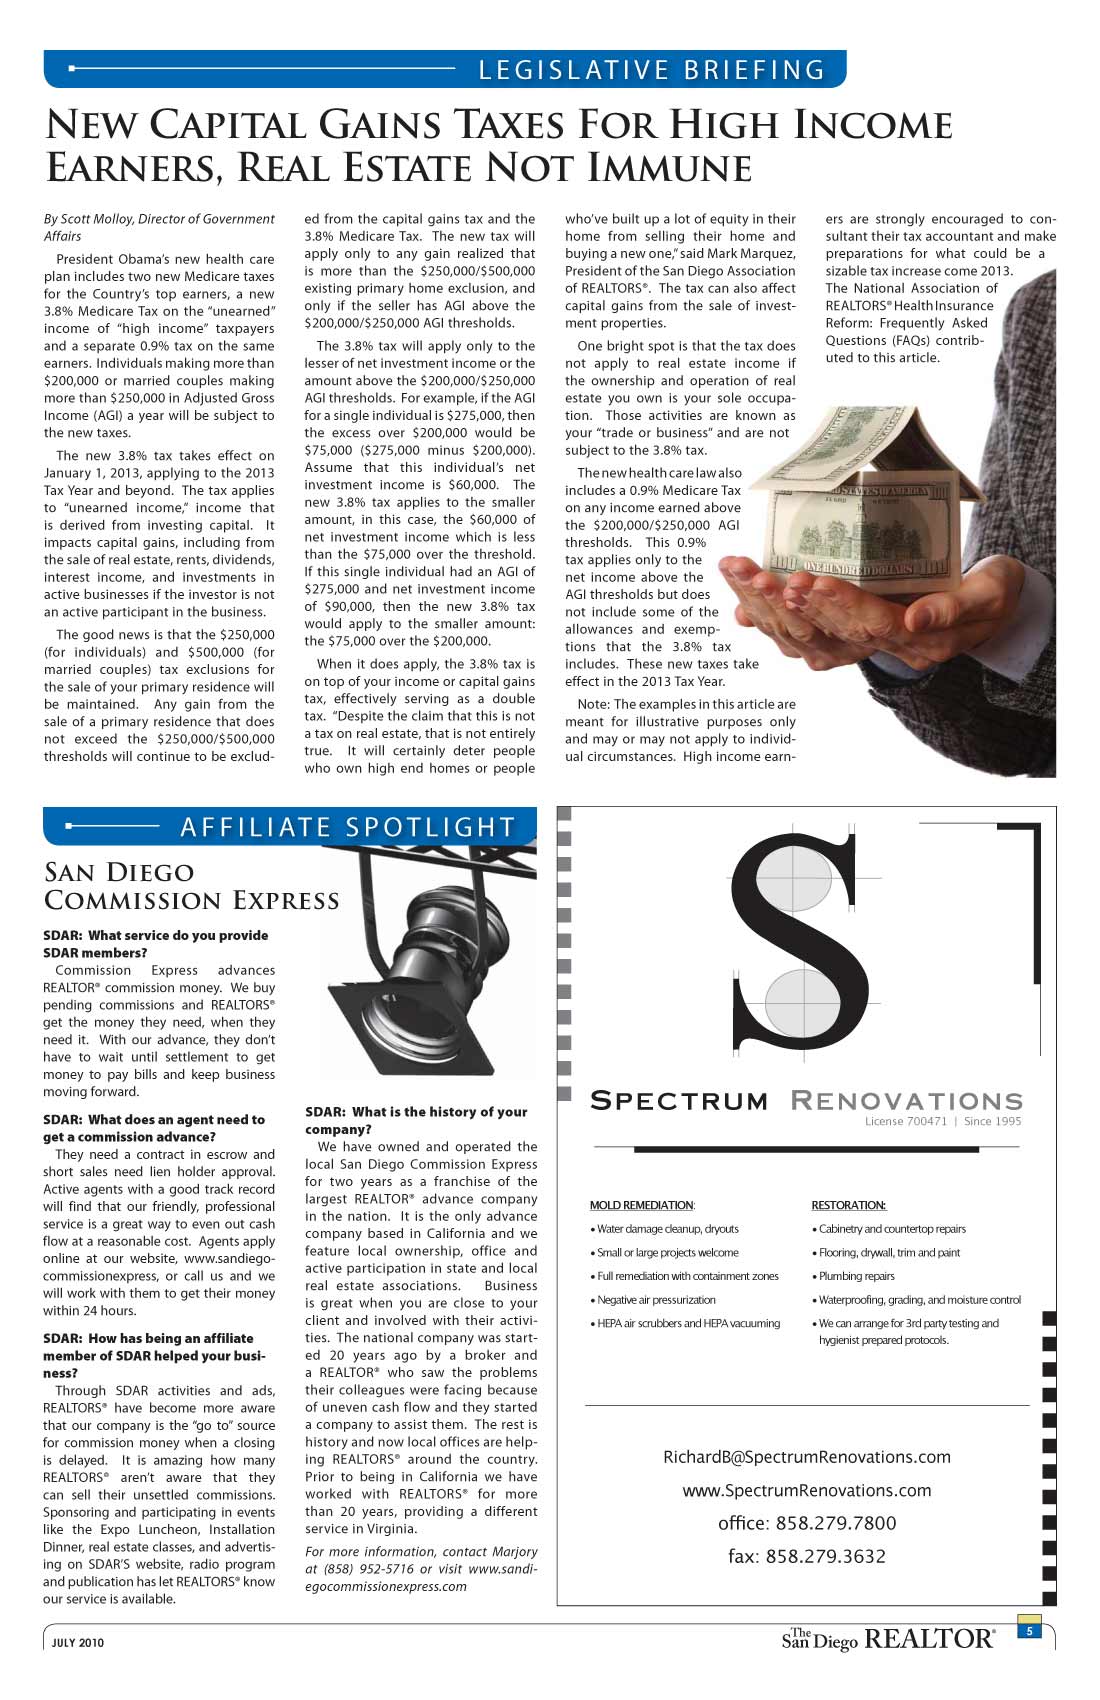 LEGISLATIVE BRIEFING
NEW CAPITAL GAINS TAXES FOR HIGH INCOME
EARNERS, REAL ESTATE NOT IMMUNE
By Scott Molloy, Director of Government
Affairs
President Obama's new health care
plan includes two new Medicare taxes
for the Country's top earners, a new
3.8% Medicare Tax on the "unearned"
income of "high income" taxpayers
and a separate 0.9% tax on the same
earners. Individuals making more than
$200,000 or married couples making
more than $250,000 in Adjusted Gross
Income (AGI) a year will be subject to
the new taxes.
The new 3.8% tax takes effect on
January 1, 2013, applying to the 2013
Tax Year and beyond. The tax applies
to "unearned income," income that
is derived from investing capital. It
impacts capital gains, including from
the sale of real estate, rents, dividends,
interest income, and investments in
active businesses if the investor is not
an active participant in the business.
The good news is that the $250,000
(for individuals) and $500,000 (for
married couples) tax exclusions for
the sale of your primary residence will
be maintained. Any gain from the
sale of a primary residence that does
not exceed the $250,000/$500,000
thresholds will continue to be exclud-
ed from the capital gains tax and the
3.8% Medicare Tax. The new tax will
apply only to any gain realized that
is more than the $250,000/$500,000
existing primary home exclusion, and
only if the seller has AGI above the
$200,000/$250,000 AGI thresholds.
The 3.8% tax will apply only to the
lesser of net investment income or the
amount above the $200,000/$250,000
AGI thresholds. For example, if the AGI
for a single individual is $275,000, then
the excess over $200,000 would be
$75,000 ($275,000 minus $200,000).
Assume that this individual's net
investment income is $60,000. The
new 3.8% tax applies to the smaller
amount, in this case, the $60,000 of
net investment income which is less
than the $75,000 over the threshold.
If this single individual had an AGI of
$275,000 and net investment income
of $90,000, then the new 3.8% tax
would apply to the smaller amount:
the $75,000 over the $200,000.
When it does apply, the 3.8% tax is
on top of your income or capital gains
tax, effectively serving as a double
tax. "Despite the claim that this is not
a tax on real estate, that is not entirely
true. It will certainly deter people
who own high end homes or people
who've built up a lot of equity in their
home from selling their home and
buying a new one," said Mark Marquez,
President of the San Diego Association
of REALTORS®. The tax can also affect
capital gains from the sale of invest-
ment properties.
One bright spot is that the tax does
not apply to real estate income if
the ownership and operation of real
estate you own is your sole occupa-
tion. Those activities are known as
your "trade or business" and are not
subject to the 3.8% tax.
The new health care law also
includes a 0.9% Medicare Tax
on any income earned above
the $200,000/$250,000 AGI
thresholds. This 0.9%
tax applies only to the
net income above the
AGI thresholds but does
not include some of the
allowances and exemp-
tions that the 3.8% tax
includes. These new taxes take
effect in the 2013 Tax Year.
Note: The examples in this article are
meant for illustrative purposes only
and may or may not apply to individ-
ual circumstances. High income earn-
ers are strongly encouraged to con-
sultant their tax accountant and make
preparations for what could be a
sizable tax increase come 2013.
The National Association of
REALTORS® Health Insurance
Reform: Frequently Asked
Questions (FAQs) contrib-
uted to this article.
ONE HUNDRED DOLLARS
100
AFFILIATE SPOTLIGHT
SAN DIEGO
COMMISSION EXPRESS
SDAR: What service do you provide
SDAR members?
Commission Express advances
REALTOR® commission money. We buy
pending commissions and REALTORS®
get the money they need, when they
need it. With our advance, they don't
have to wait until settlement to get
money to pay bills and keep business
moving forward.
SDAR: What does an agent need to
get a commission advance?
They need a contract in escrow and
short sales need lien holder approval.
Active agents with a good track record
will find that our friendly, professional
service is a great way to even out cash
flow at a reasonable cost. Agents apply
online at our website, www.sandiego-
commissionexpress, or call us and we
will work with them to get their money
within 24 hours.
SDAR: How has being an affiliate
member of SDAR helped your busi-
ness?
Through SDAR activities and ads,
REALTORS® have become more aware
that our company is the "go to" source
for commission money when a closing
is delayed. It is amazing how many
REALTORS® aren't aware that they
can sell their unsettled commissions.
Sponsoring and participating in events
like the Expo Luncheon, Installation
Dinner, real estate classes, and advertis-
ing on SDAR'S website, radio program
and publication has let REALTORS® know
our service is available.
SDAR: What is the history of your
company?
We have owned and operated the
local San Diego Commission Express
for two years as a franchise of the
largest REALTOR® advance company
in the nation. It is the only advance
company based in California and we
feature local ownership, office and
active participation in state and local
real estate associations. Business
is great when you are close to your
client and involved with their activi-
ties. The national company was start-
ed 20 years ago by a broker and
a REALTOR® who saw the problems
their colleagues were facing because
of uneven cash flow and they started
a company to assist them. The rest is
history and now local offices are help-
ing REALTORS® around the country.
Prior to being in California we have
worked with REALTORS® for more
than 20 years, providing a different
service in Virginia.
For more information, contact Marjory
at (858) 952-5716 or visit www.sandi-
egocommissionexpress.com
S
SPECTRUM RENOVATIONS
License 700471 | Since 1995
MOLD REMEDIATION:
• Water damage cleanup, dryouts
• Small or large projects welcome
• Full remediation with containment zones
• Negative air pressurization
• HEPA air scrubbers and HEPA vacuuming
RESTORATION:
• Cabinetry and countertop repairs
• Flooring, drywall, trim and paint
• Plumbing repairs
• Waterproofing, grading, and moisture control
• We can arrange for 3rd party testing and
hygienist prepared protocols.
RichardB@SpectrumRenovations.com
www.SpectrumRenovations.com
office: 858.279.7800
fax: 858.279.3632
JULY 2010
The San Diego REALTOR®
5